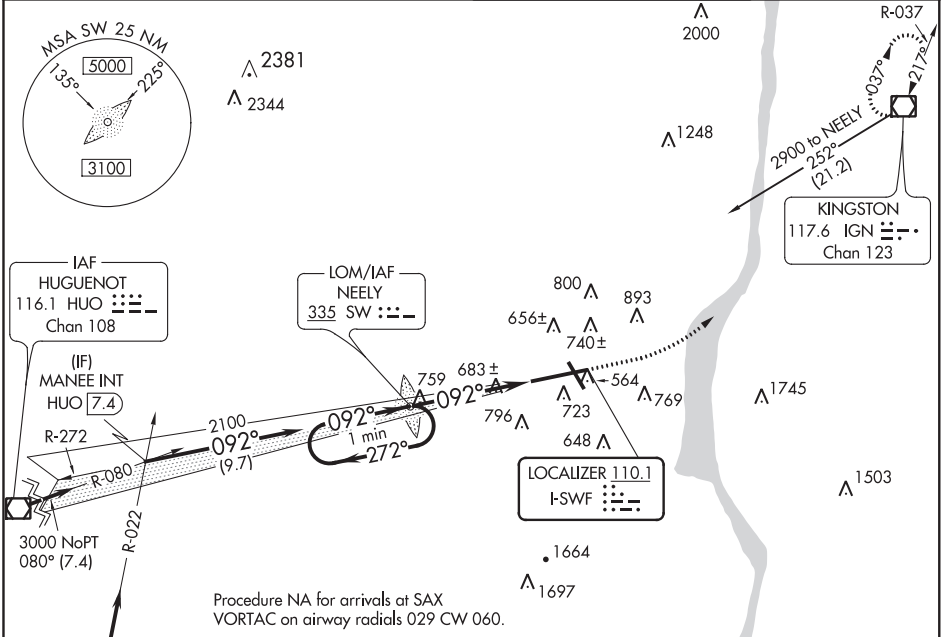 MSA SW 25 NM
5000
135°
225°
3100
2381
2344
2000
1248
R-037
037°
217°
2900 to NEELY
252°
(21.2)
KINGSTON
117.6 IGN
Chan 123
IAF
HUGUENOT
116.1 HUO
Chan 108
(IF)
MANEE INT
HUO 7.4
LOM/IAF
NEELY
335 SW
800
893
656±
740±
759
683±
564
769
1745
796
723
648
2100
092°
(9.7)
092°
1 min
272°
092°
R-272
R-080
R-022
3000 NoPT
080° (7.4)
LOCALIZER 110.1
I-SWF
1503
1664
1697
Procedure NA for arrivals at SAX
VORTAC on airway radials 029 CW 060.